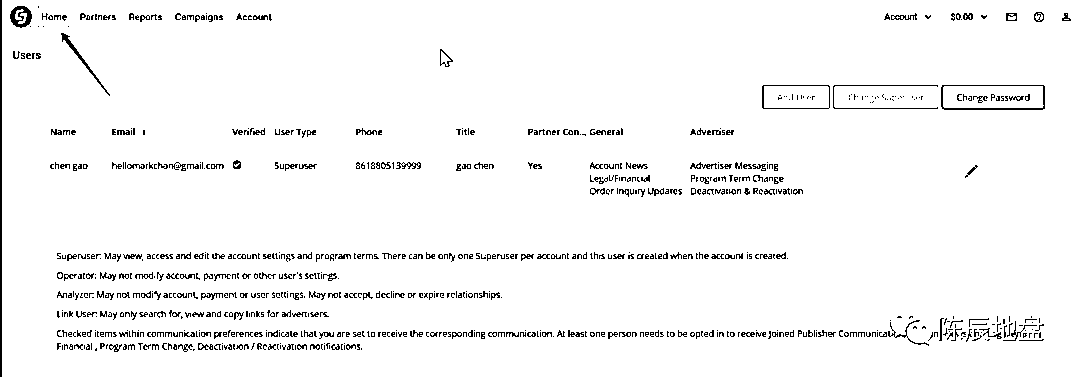 Home Partners Reports Campaigns Account Account $0.00
Users
Add User Change Superuser Change Password
Name Email Verified User Type Phone Title Partner Con... General Advertiser
chen gao hellomarkchan@gmail.com Superuser 8618805139999 gao chen Yes Account News Advertiser Messaging
Legal/Financial Program Term Change
Order Inquiry Updates Deactivation & Reactivation
Superuser: May view, access and edit the account settings and program terms. There can be only one Superuser per account and this user is created when the account is created.
Operator: May not modify account, payment or other user's settings.
Analyzer: May not modify account, payment or user settings. May not accept, decline or expire relationships.
Link User: May only search for, view and copy links for advertisers.
Checked items within communication preferences indicate that you are set to receive the corresponding communication. At least one person needs to be opted in to receive Joined Publisher
Financial , Program Term Change, Deactivation / Reactivation notifications.
陈辰地盘